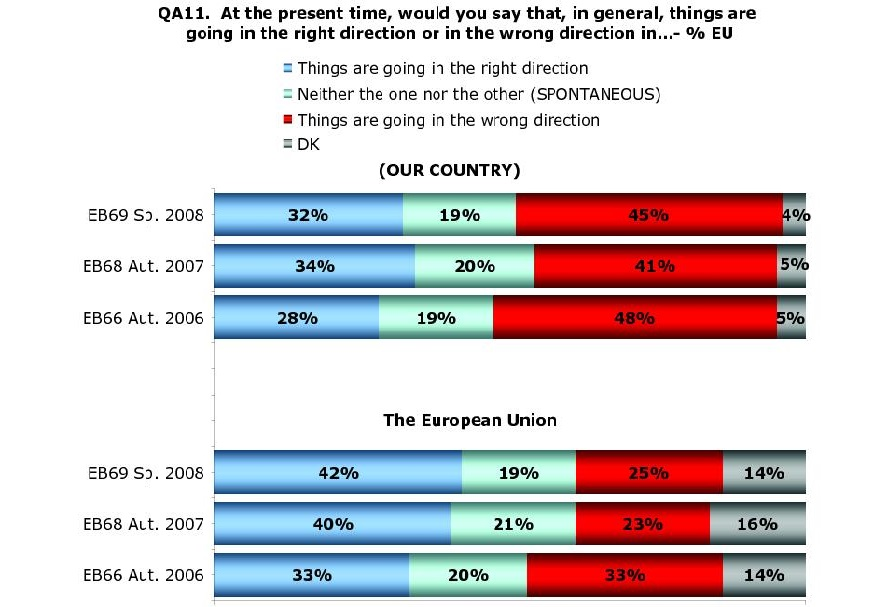 QA11. At the present time, would you say that, in general, things are
going in the right direction or in the wrong direction in...- % EU
Things are going in the right direction
Neither the one nor the other (SPONTANEOUS)
Things are going in the wrong direction
DK
(OUR COUNTRY)
EB69 Sp. 2008 32% 19% 45% 4%
EB68 Aut. 2007 34% 20% 41% 5%
EB66 Aut. 2006 28% 19% 48% 5%
The European Union
EB69 Sp. 2008 42% 19% 25% 14%
EB68 Aut. 2007 40% 21% 23% 16%
EB66 Aut. 2006 33% 20% 33% 14%